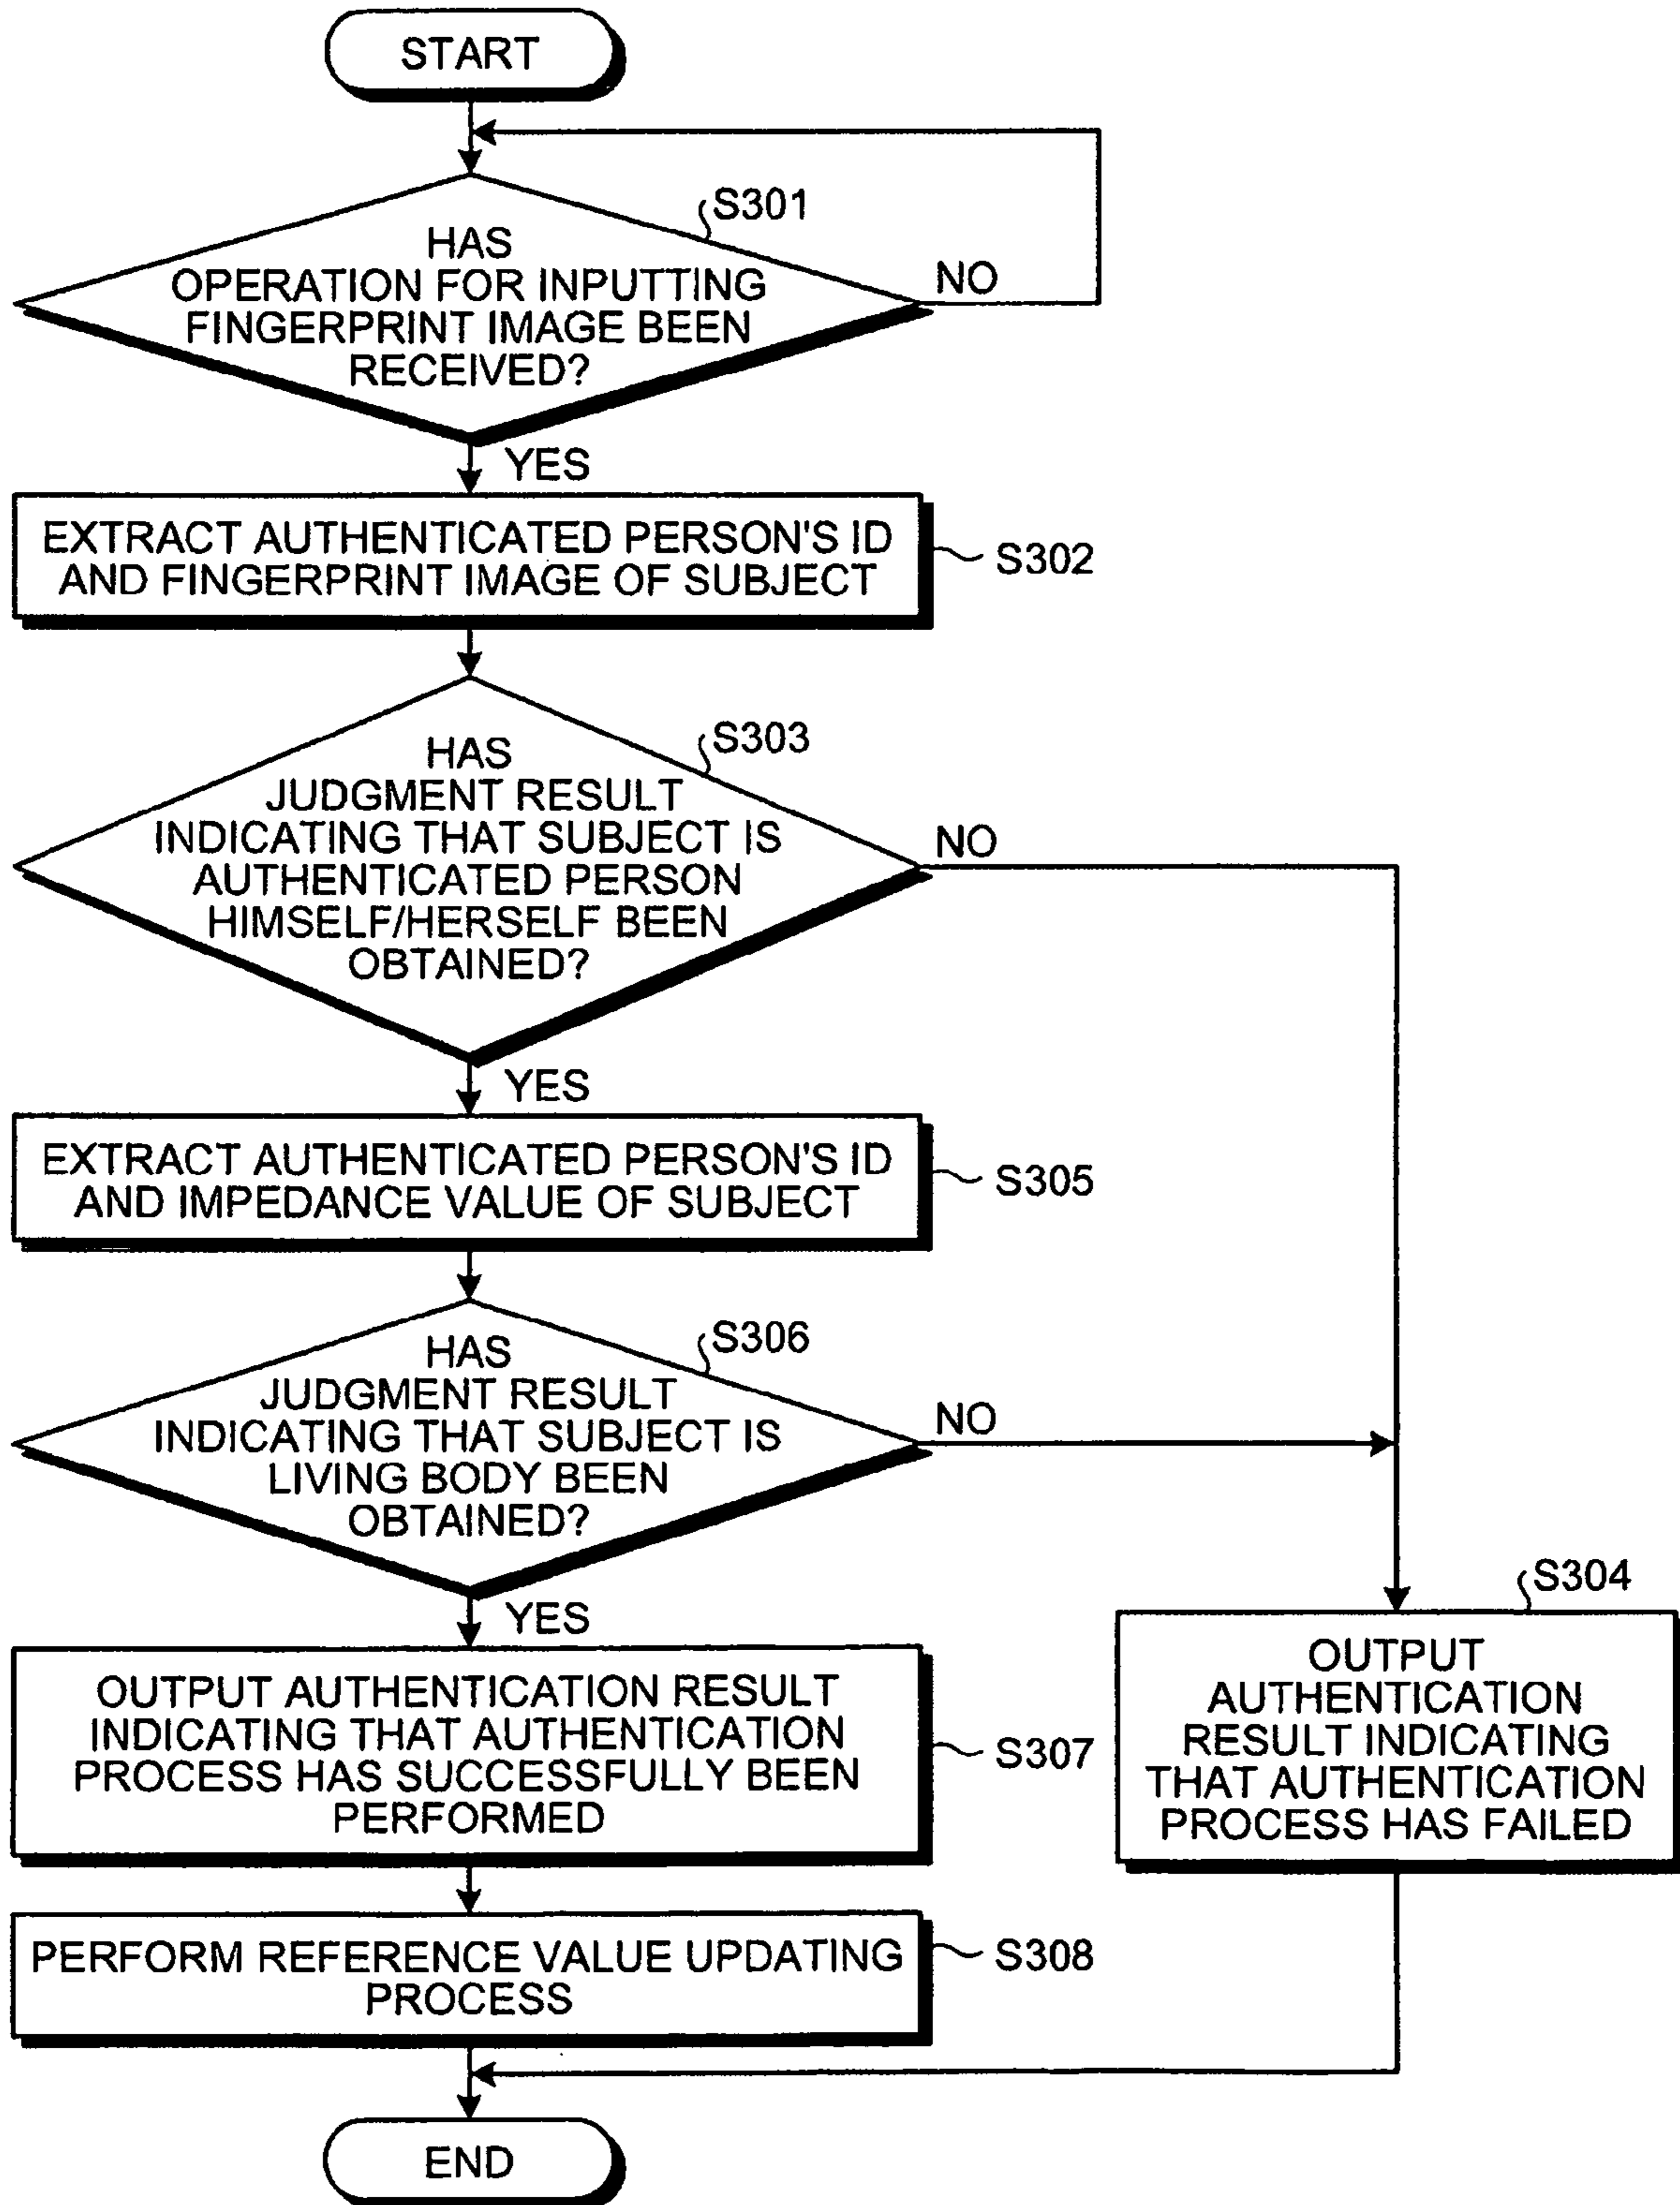 START
S301
HAS
OPERATION FOR INPUTTING
FINGERPRINT IMAGE BEEN
RECEIVED?
NO
YES
EXTRACT AUTHENTICATED PERSON'S ID
AND FINGERPRINT IMAGE OF SUBJECT
S302
S303
HAS
JUDGMENT RESULT
INDICATING THAT SUBJECT IS
AUTHENTICATED PERSON
HIMSELF/HERSELF BEEN
OBTAINED?
NO
YES
EXTRACT AUTHENTICATED PERSON'S ID
AND IMPEDANCE VALUE OF SUBJECT
S305
S306
HAS
JUDGMENT RESULT
INDICATING THAT SUBJECT IS
LIVING BODY BEEN
OBTAINED?
NO
YES
S304
OUTPUT
AUTHENTICATION
RESULT INDICATING
THAT AUTHENTICATION
PROCESS HAS FAILED
OUTPUT AUTHENTICATION RESULT
INDICATING THAT AUTHENTICATION
PROCESS HAS SUCCESSFULLY BEEN
PERFORMED
S307
PERFORM REFERENCE VALUE UPDATING
PROCESS
S308
END